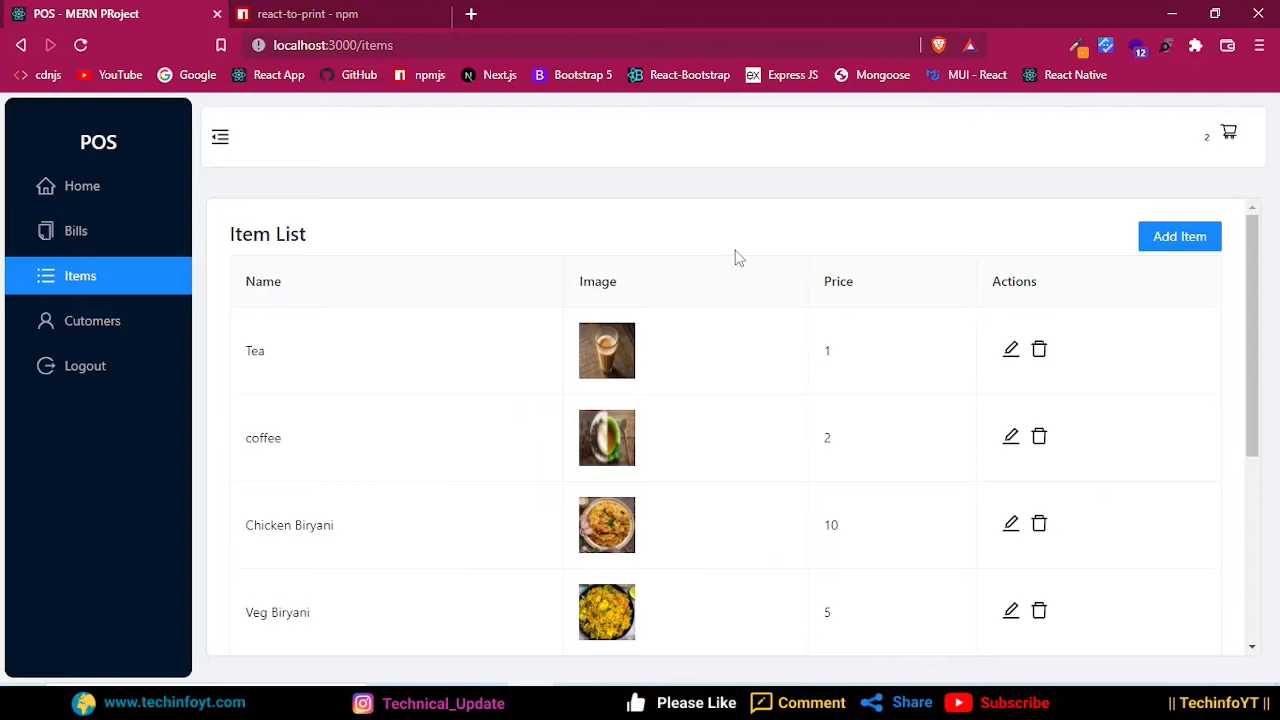 POS - MERN PRoject
react-to-print - npm
localhost:3000/items
12
cdnjs
YouTube
Google
React App
GitHub
npmjs
Next.js
Bootstrap 5
React-Bootstrap
ex Express JS
Mongoose
MUI - React
React Native
POS
2
Home
Bills
Items
Cutomers
Logout
Item List
Add Item
Name Image Price Actions
Tea 1
coffee 2
Chicken Biryani 10
Veg Biryani 5
www.techinfoyt.com
Technical_Update
Please Like
Comment
Share
Subscribe
|| TechinfoYT ||